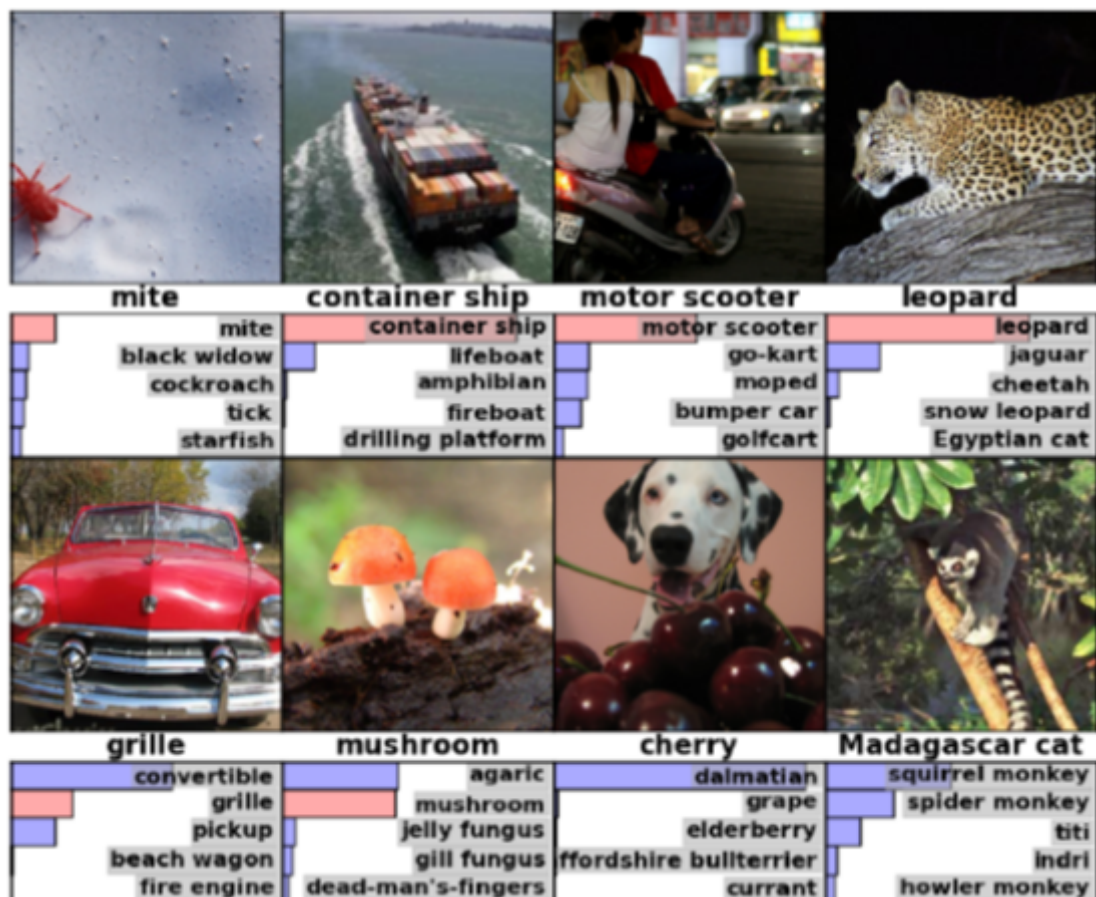 mite
container ship
motor scooter
leopard
mite
black widow
cockroach
tick
starfish
container ship
lifeboat
amphibian
fireboat
drilling platform
motor scooter
go-kart
moped
bumper car
golfcart
leopard
jaguar
cheetah
snow leopard
Egyptian cat
grille
mushroom
cherry
Madagascar cat
convertible
grille
pickup
beach wagon
fire engine
agaric
mushroom
jelly fungus
gill fungus
dead-man's-fingers
dalmatian
grape
elderberry
ffordshire bullterrier
currant
squirrel monkey
spider monkey
titi
indri
howler monkey